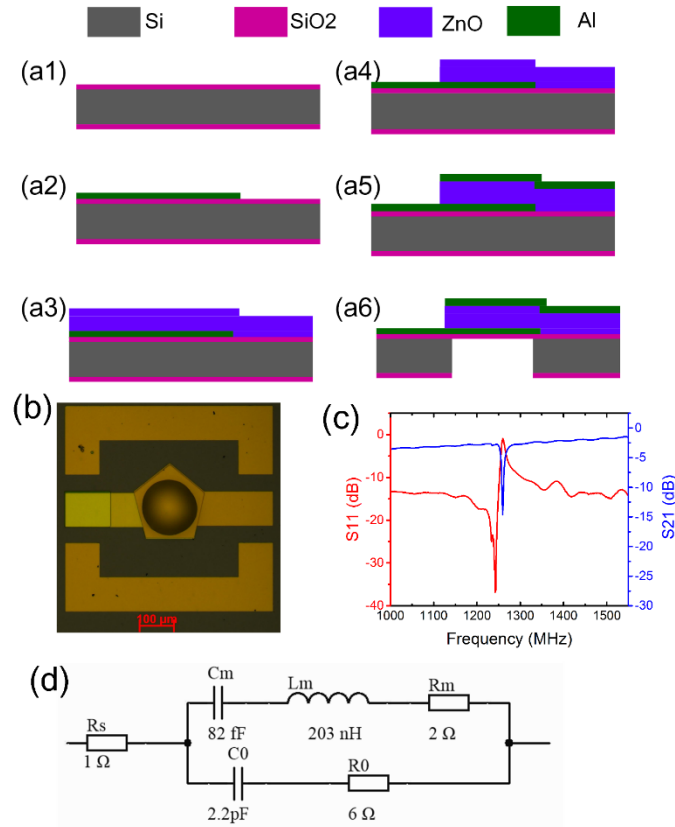 Si SiO2 ZnO Al
(a1) (a4)
(a2) (a5)
(a3) (a6)
(b)
100 μm
(c)
S11 (dB)
0
-10
-15
-30
-40
1000 1100 1200 1300 1400 1500
Frequency (MHz)
0
-5
-10
-15
-20
-25
-30
S21 (dB)
(d)
Cm Lm Rm
Rs 82 fF 203 nH 2 Ω
1 Ω C0 R0
2.2pF 6 Ω